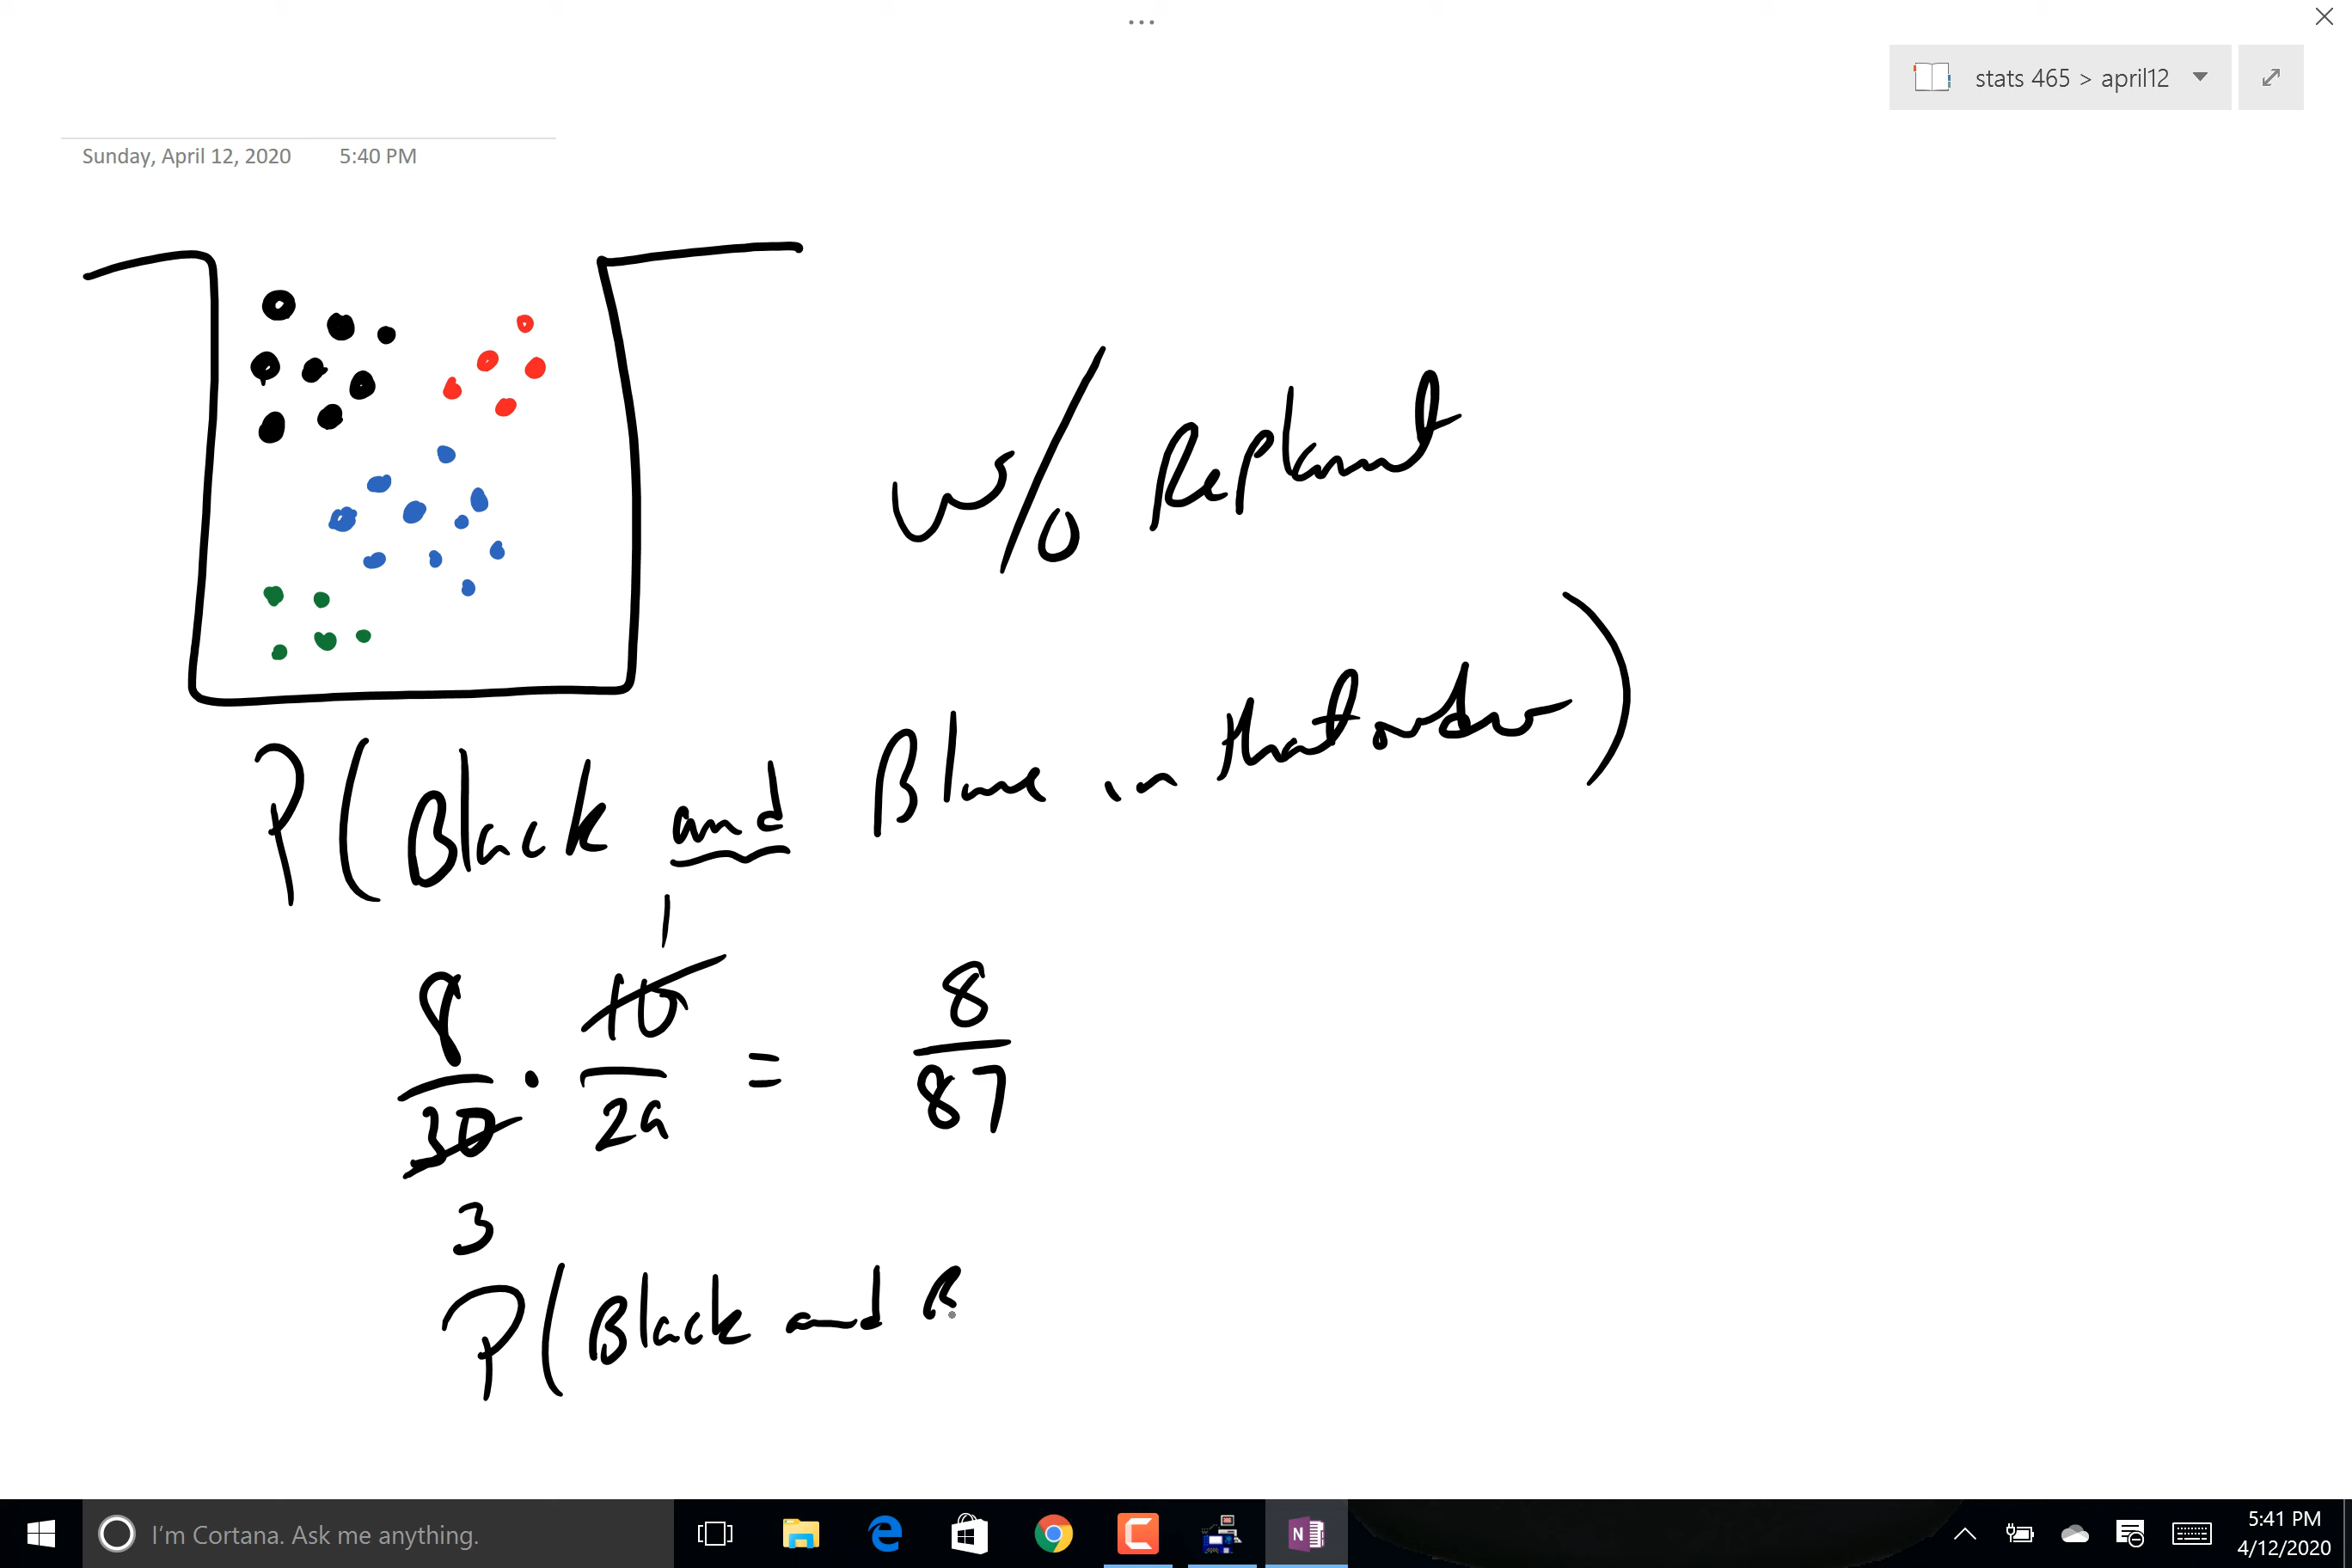 ...
stats 465 > april12
Sunday, April 12, 2020 5:40 PM
w/o
P(Black and Blue in that order)
1
8/30 · 10/29 = 8/87
3
P(Black and B
I'm Cortana. Ask me anything.
5:41 PM
4/12/2020